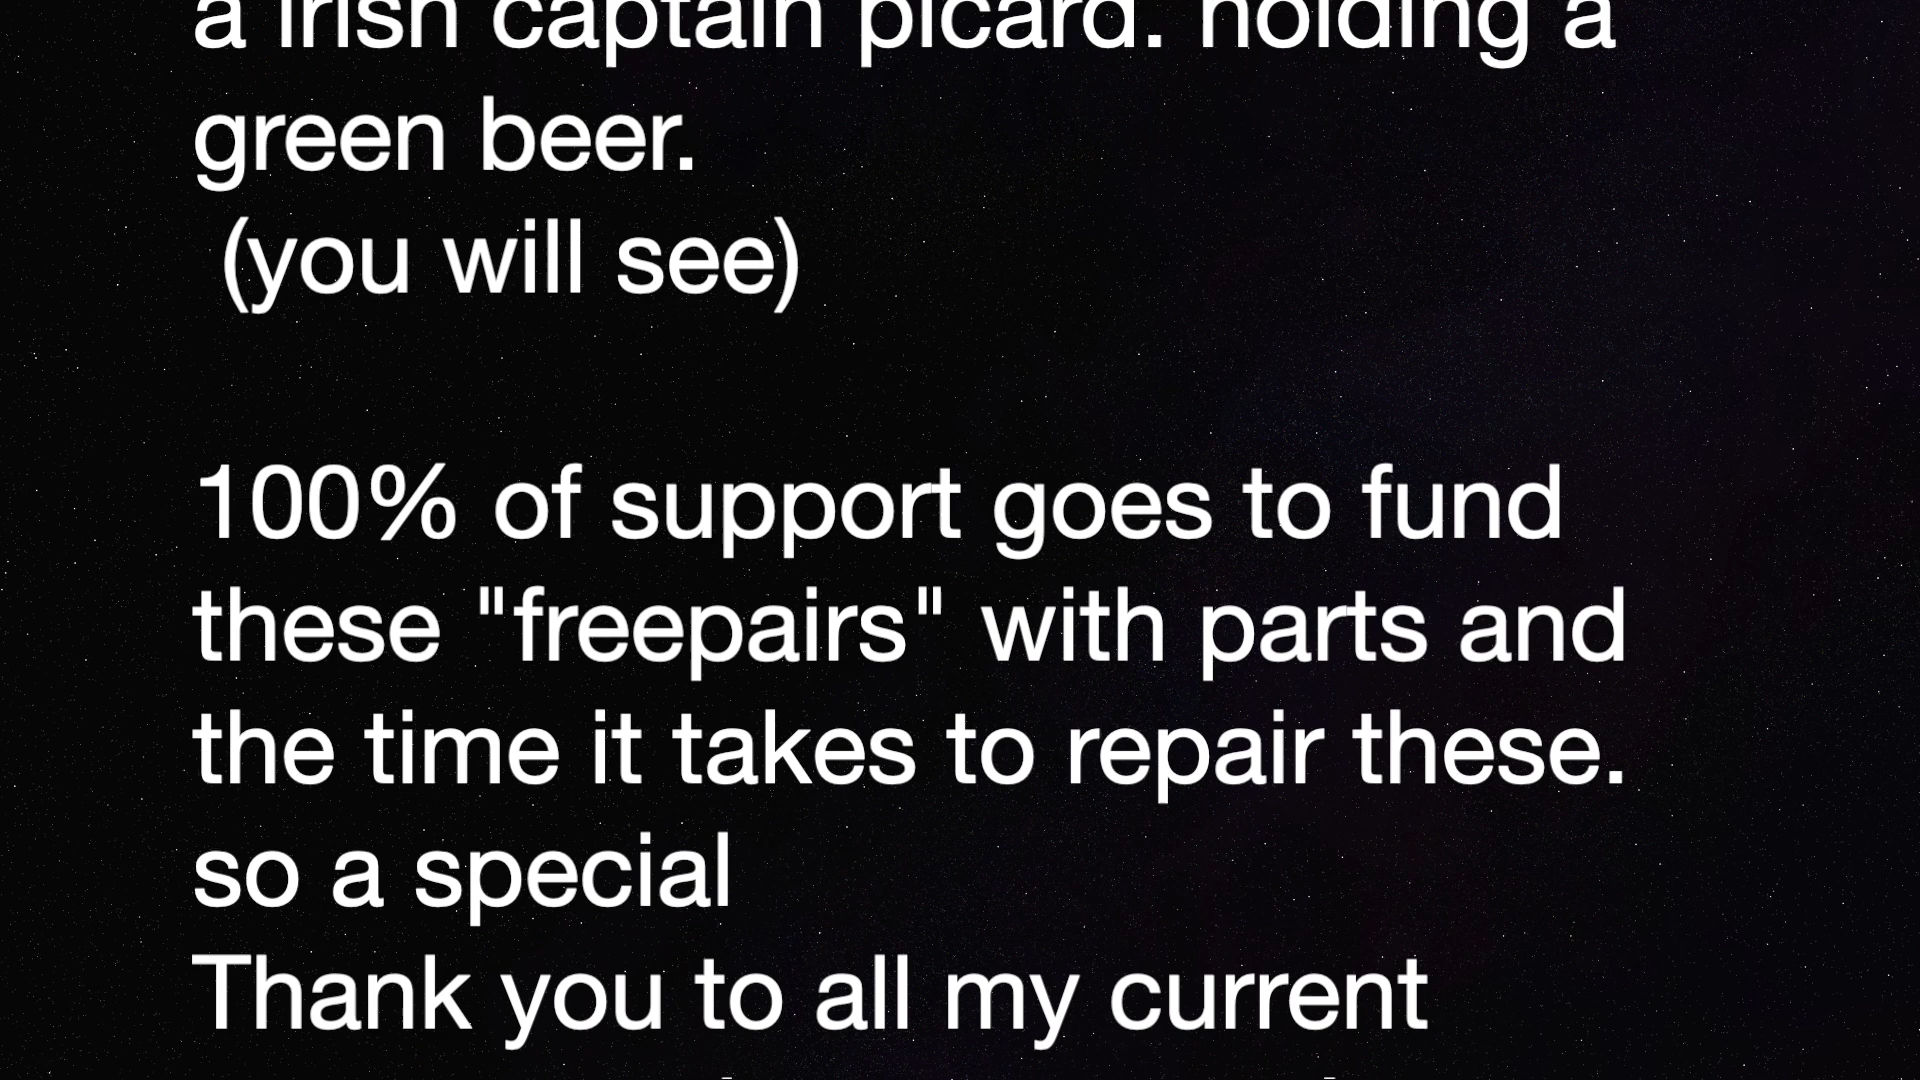 a irish captain picard. holding a
green beer.
(you will see)
100% of support goes to fund
these "freepairs" with parts and
the time it takes to repair these.
so a special
Thank you to all my current